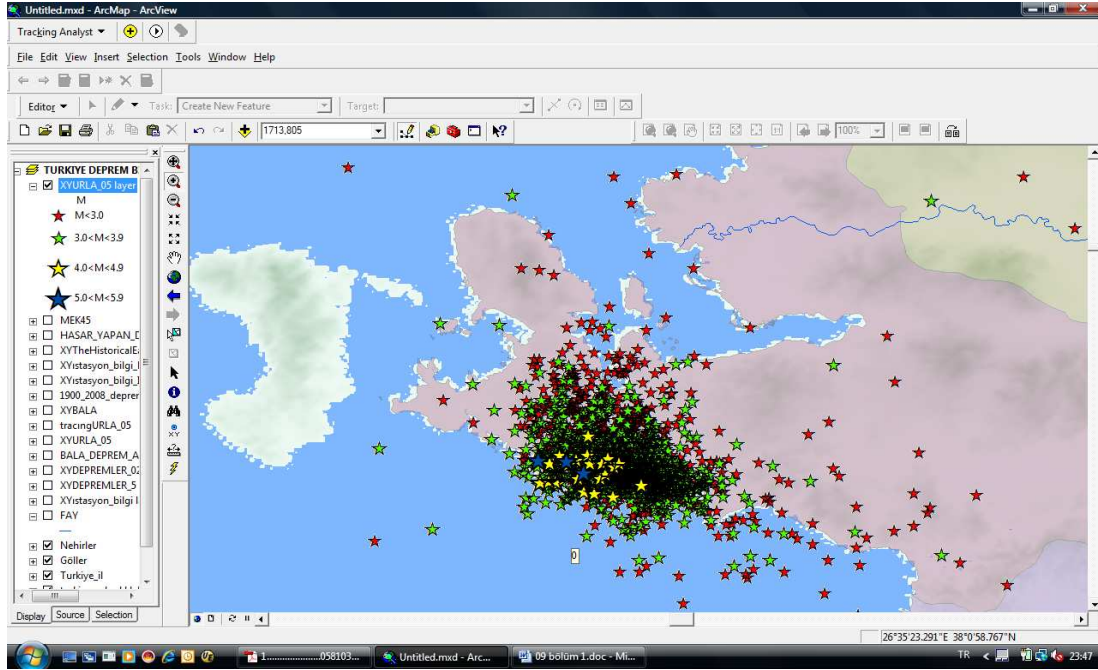 Untitled.mxd - ArcMap - ArcView
Tracking Analyst
File Edit View Insert Selection Tools Window Help
Editor Task: Create New Feature Target:
1713,805 100%
TURKIYE DEPREM B
XYURLA_05 layer
M
M<3.0
3.0<M<3.9
4.0<M<4.9
5.0<M<5.9
MEK45
HASAR_YAPAN_D
XYTheHistoricalEa
XYistasyon_bilgi_l
XYistasyon_bilgi_l
1900_2008_deprer
XYBALA
tracıngURLA_05
XYURLA_05
BALA_DEPREM_A
XYDEPREMLER_02
XYDEPREMLER_5
XYistasyon_bilgi l
FAY
Nehirler
Göller
Turkiye_il
0
Display Source Selection
26°35'23.291"E 38°0'58.767"N
1..................058103... Untitled.mxd - Arc... 09 bölüm 1.doc - Mi... TR 23:47